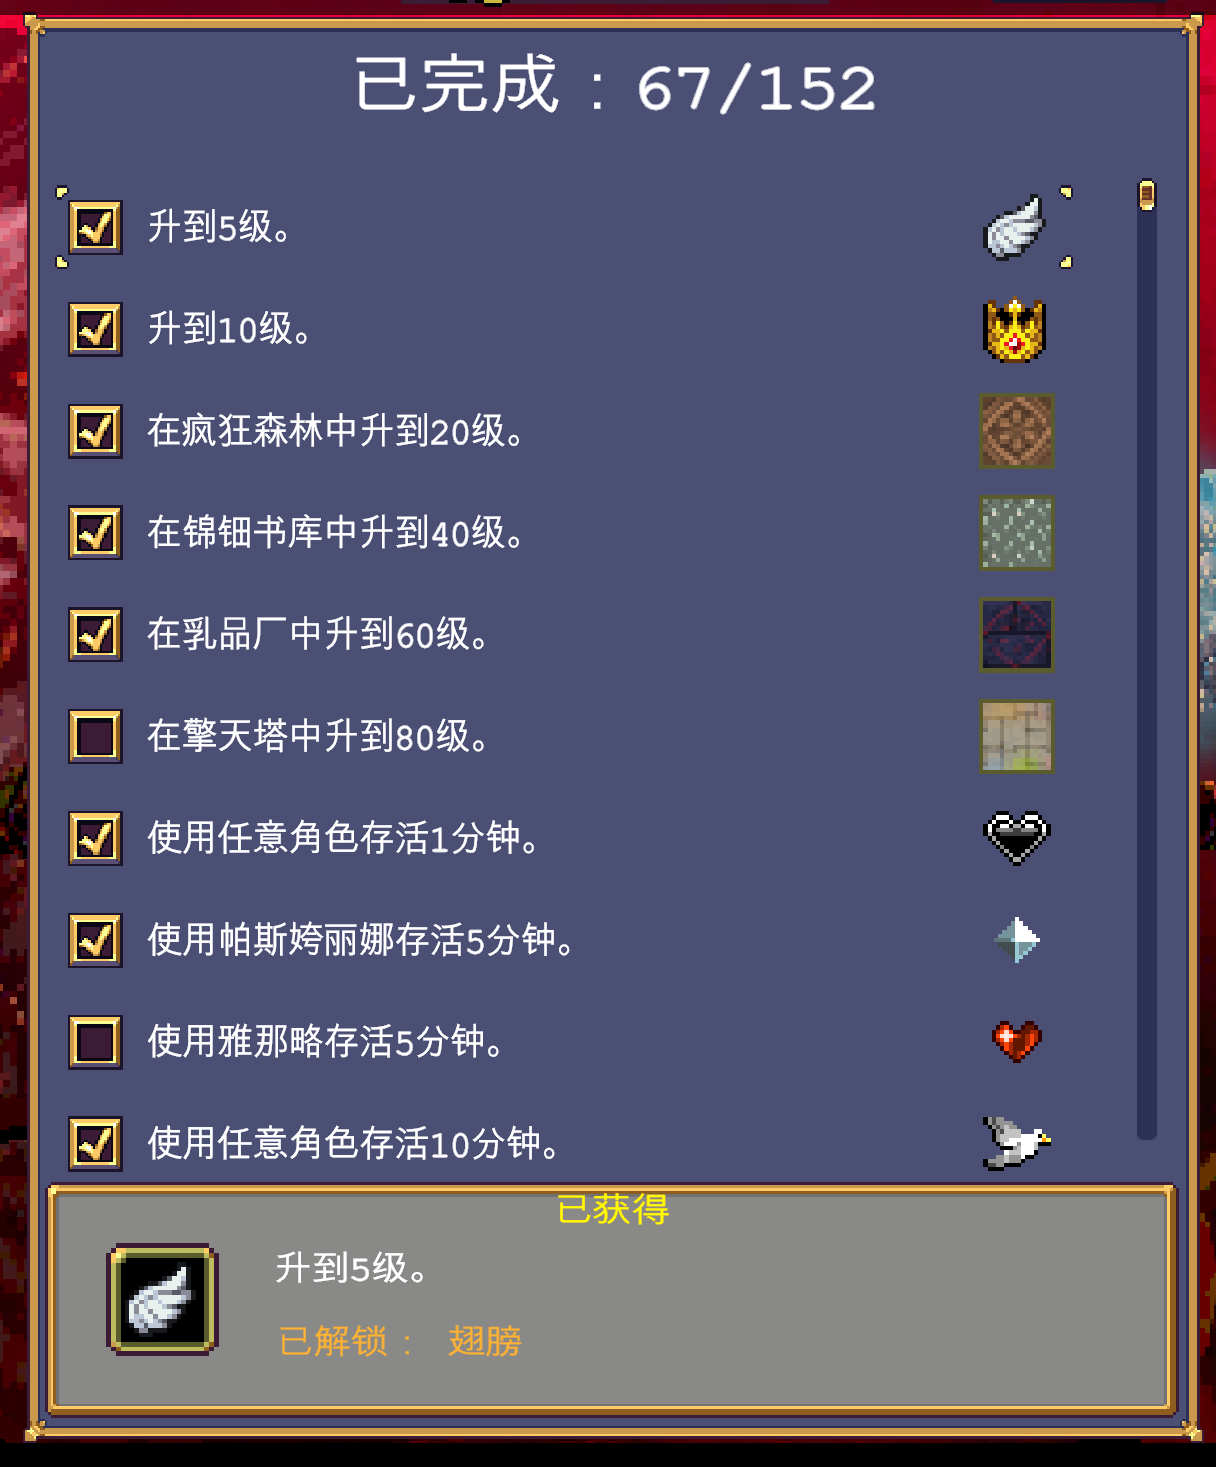 已完成：67/152
升到5级。
升到10级。
在疯狂森林中升到20级。
在锦钿书库中升到40级。
在乳品厂中升到60级。
在擎天塔中升到80级。
使用任意角色存活1分钟。
使用帕斯姱丽娜存活5分钟。
使用雅那略存活5分钟。
使用任意角色存活10分钟。
已获得
升到5级。
已解锁： 翅膀